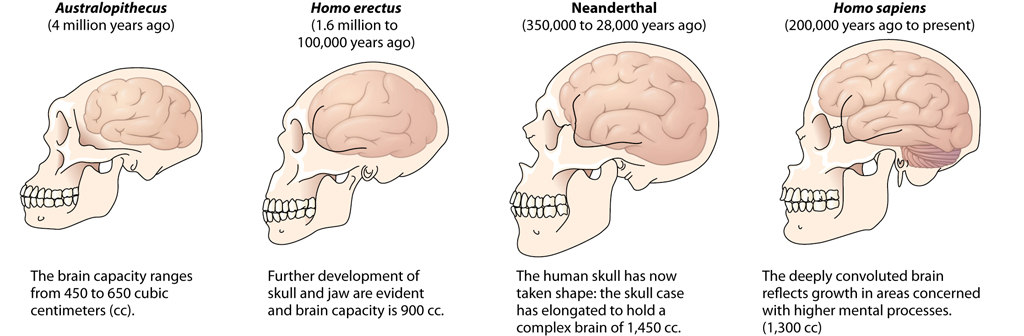 Australopithecus
(4 million years ago)
The brain capacity ranges
from 450 to 650 cubic
centimeters (cc).
Homo erectus
(1.6 million to
100,000 years ago)
Further development of
skull and jaw are evident
and brain capacity is 900 cc.
Neanderthal
(350,000 to 28,000 years ago)
The human skull has now
taken shape: the skull case
has elongated to hold a
complex brain of 1,450 cc.
Homo sapiens
(200,000 years ago to present)
The deeply convoluted brain
reflects growth in areas concerned
with higher mental processes.
(1,300 cc)